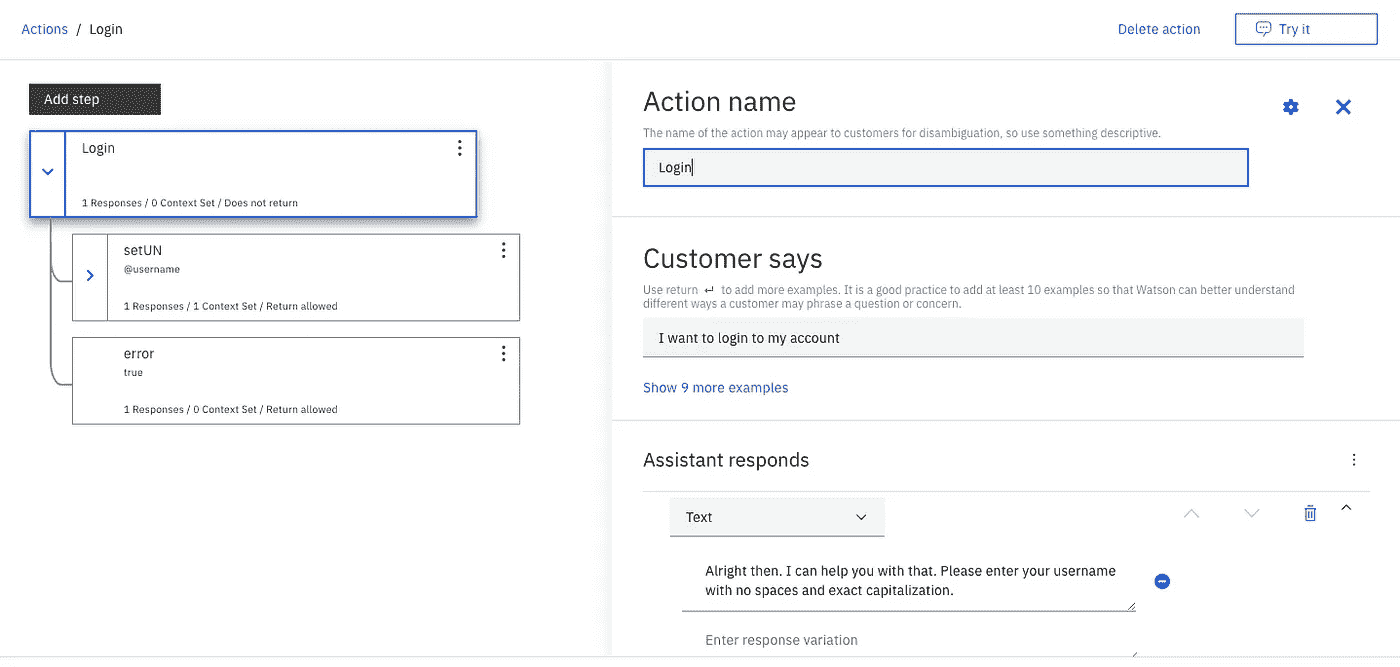 Actions / Login
Delete action
Try it
Add step
Login
1 Responses / 0 Context Set / Does not return
setUN
@username
1 Responses / 1 Context Set / Return allowed
error
true
1 Responses / 0 Context Set / Return allowed
Action name
The name of the action may appear to customers for disambiguation, so use something descriptive.
Login
Customer says
Use return ↵ to add more examples. It is a good practice to add at least 10 examples so that Watson can better understand
different ways a customer may phrase a question or concern.
I want to login to my account
Show 9 more examples
Assistant responds
Text
Alright then. I can help you with that. Please enter your username
with no spaces and exact capitalization.
Enter response variation